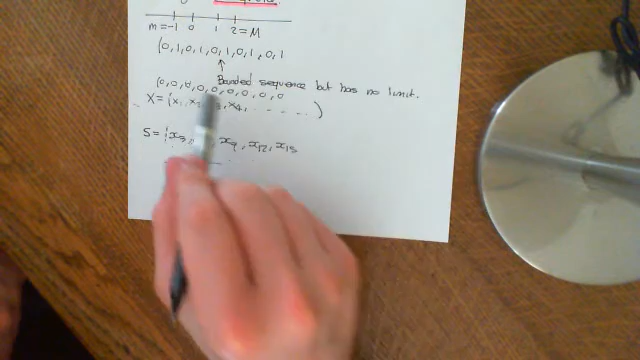 m=-1 0 1 2=M
(0,1,0,1,0,1,0,1,0,1
Bounded sequence but has no limit.
(0,0,0,0,0,0,0,0,0,0
X=(x₁,x₂,x₃,x₄,.......)
S=(x₃, x₉,x₁₂,x₁₅